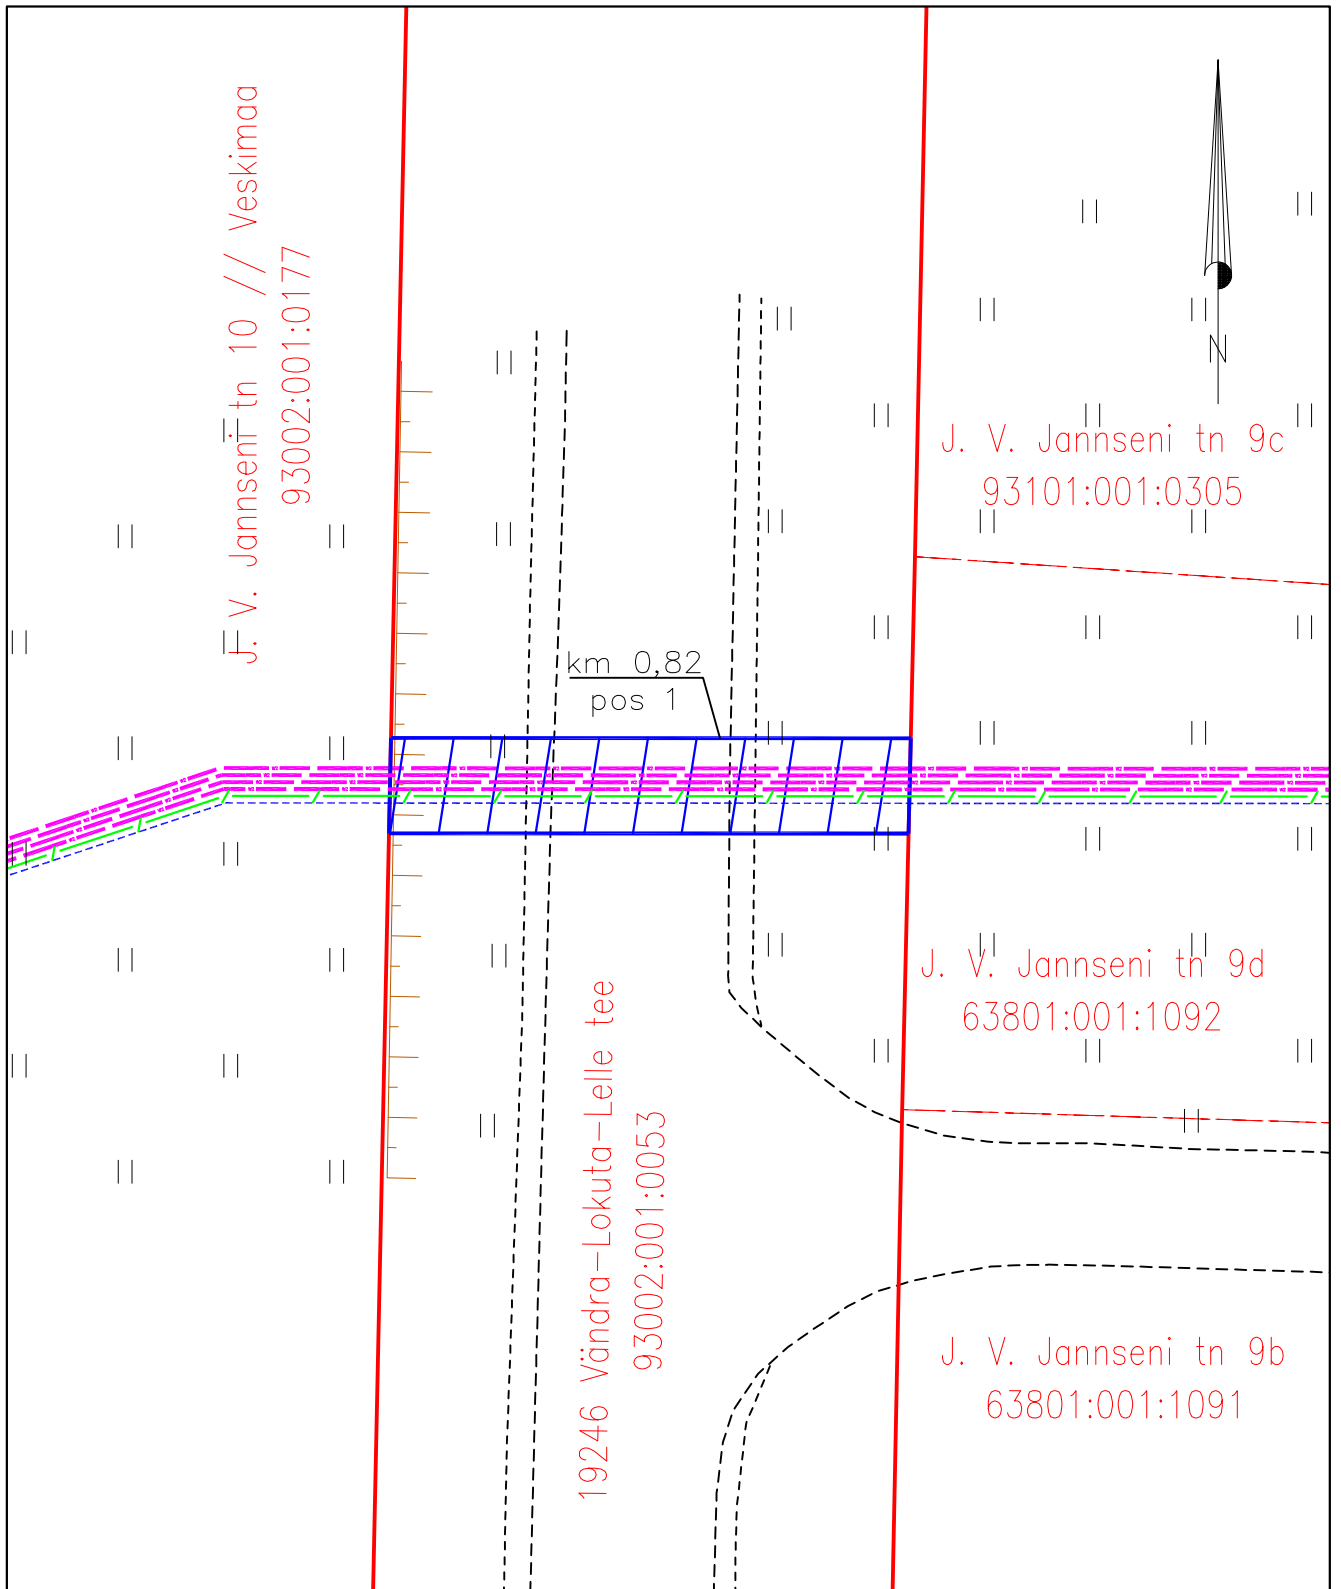 J. V. Jannseni tn 10 // Veskimaa
93002:001:0177
N
J. V. Jannseni tn 9c
93101:001:0305
km 0,82
pos 1
J. V. Jannseni tn 9d
63801:001:1092
19246 Vändra-Lokuta-Lelle tee
93002:001:0053
J. V. Jannseni tn 9b
63801:001:1091